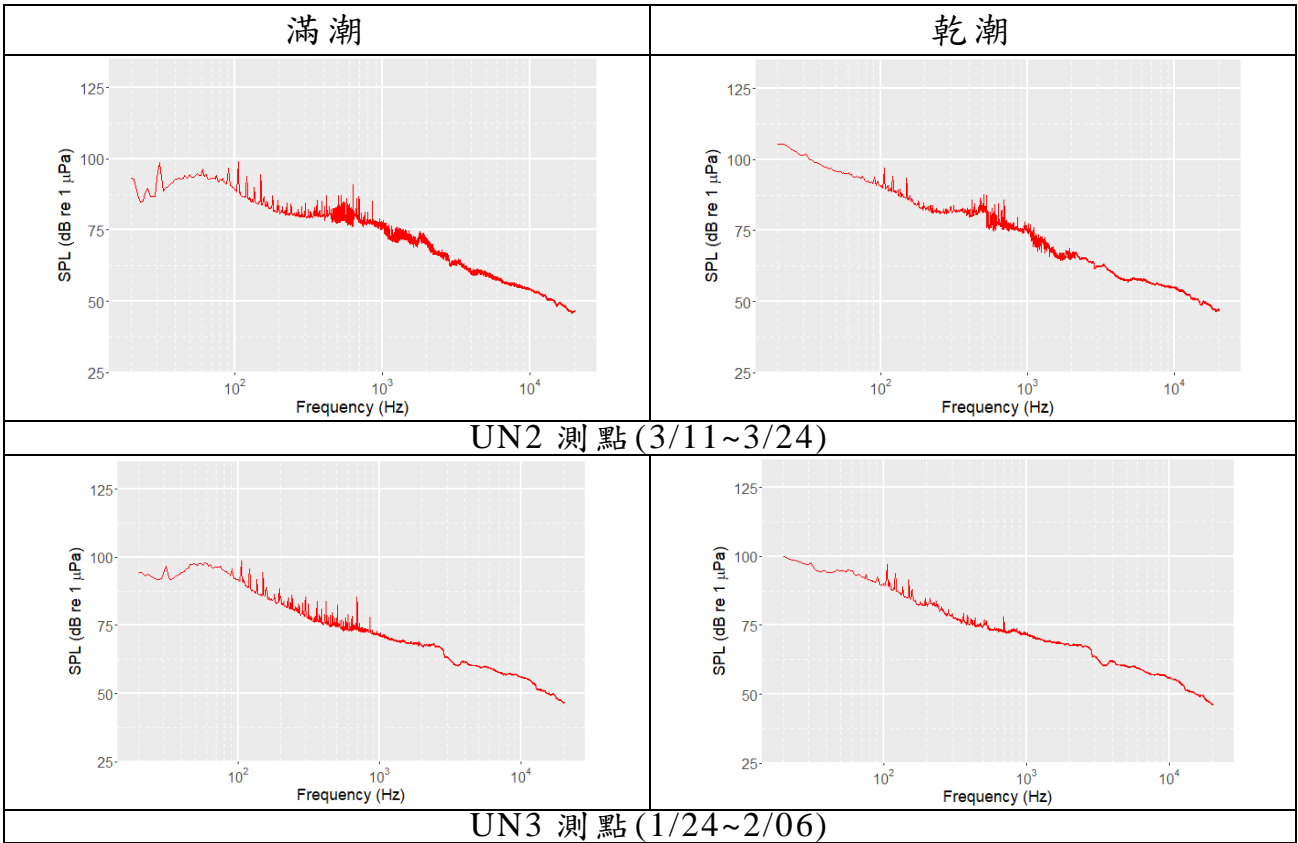 滿潮
乾潮
125
100
75
50
25
SPL (dB re 1 μPa)
10²
10³
10⁴
Frequency (Hz)
125
100
75
50
25
SPL (dB re 1 μPa)
10²
10³
10⁴
Frequency (Hz)
UN2 測點(3/11~3/24)
125
100
75
50
25
SPL (dB re 1 μPa)
10²
10³
10⁴
Frequency (Hz)
125
100
75
50
25
SPL (dB re 1 μPa)
10²
10³
10⁴
Frequency (Hz)
UN3 測點(1/24~2/06)